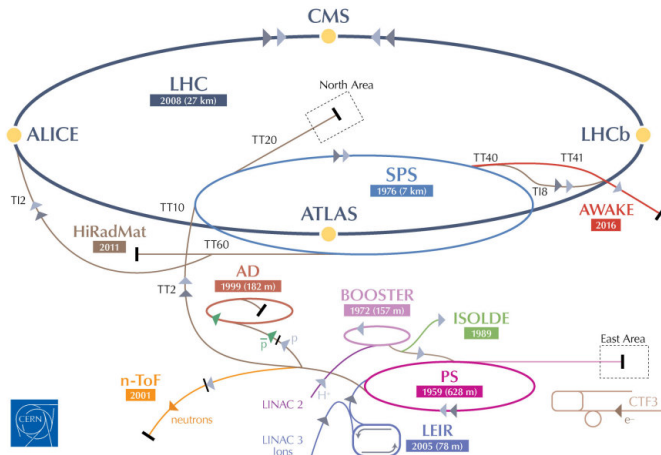 CMS
LHC
2008 (27 km)
North Area
ALICE
LHCb
TT20
TT40
TT41
SPS
1976 (7 km)
TI8
TI2
TT10
AWAKE
2016
HiRadMat
2011
ATLAS
TT60
AD
1999 (182 m)
TT2
BOOSTER
1972 (157 m)
ISOLDE
1989
p
p̅
East Area
n-ToF
2001
PS
1959 (628 m)
H⁻
LINAC 2
neutrons
CTF3
e⁻
LEIR
2005 (78 m)
LINAC 3
Ions
CERN